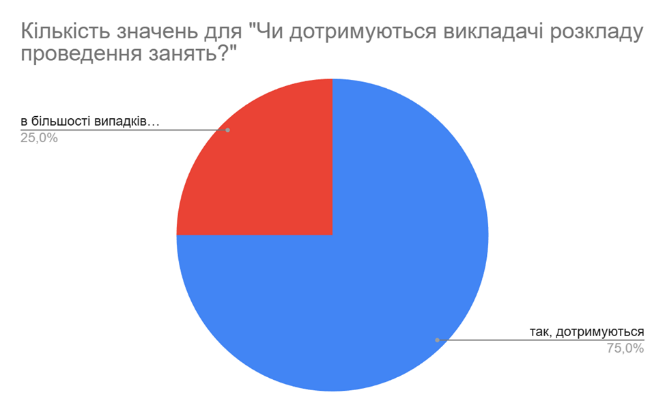 Кількість значень для "Чи дотримуються викладачі розкладу
проведення занять?"
в більшості випадків…
25,0%
так, дотримуються
75,0%